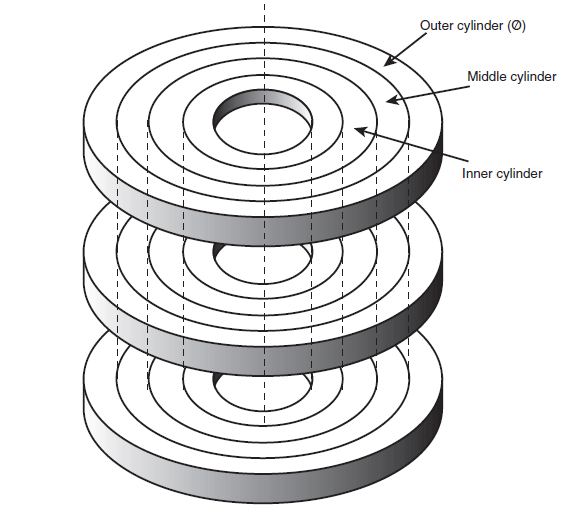 Outer cylinder (Ø)
Middle cylinder
Inner cylinder